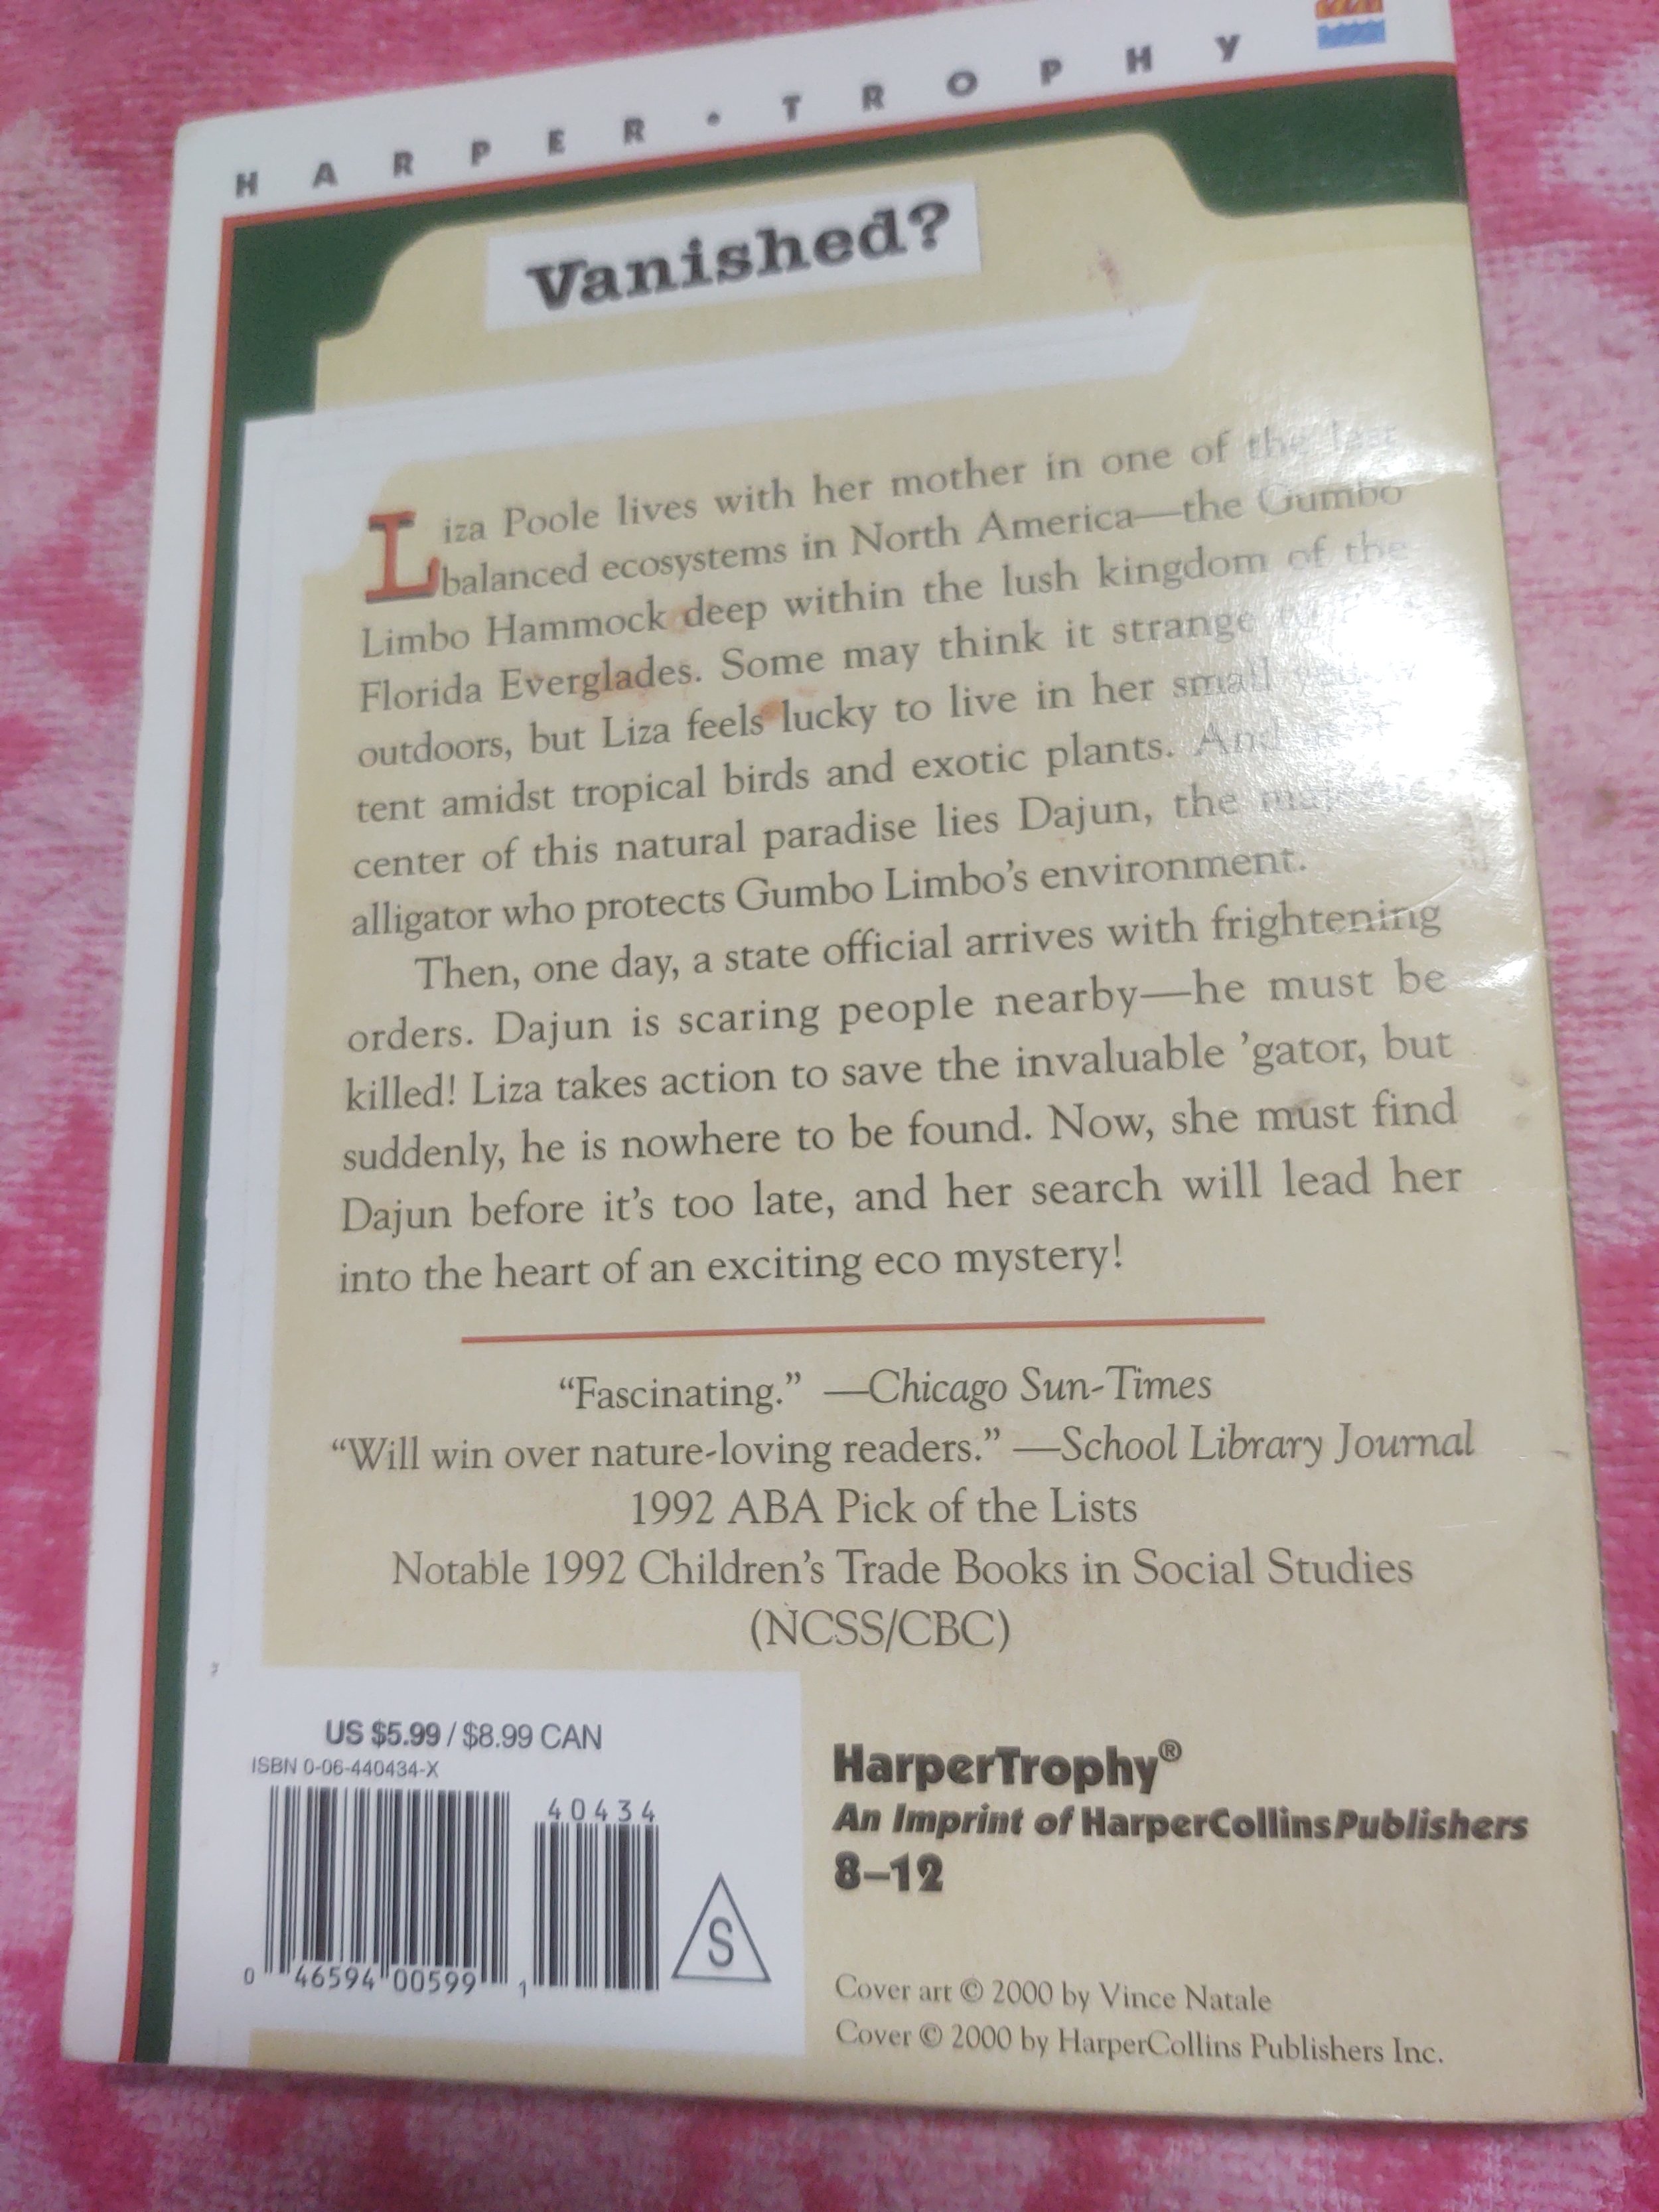 HARPER • TROPHY
Vanished?
Liza Poole lives with her mother in one of the last
balanced ecosystems in North America—the Gumbo
Limbo Hammock deep within the lush kingdom of the
Florida Everglades. Some may think it strange
outdoors, but Liza feels lucky to live in her small
tent amidst tropical birds and exotic plants. And
center of this natural paradise lies Dajun, the
alligator who protects Gumbo Limbo's environment.
Then, one day, a state official arrives with frightening
orders. Dajun is scaring people nearby—he must be
killed! Liza takes action to save the invaluable 'gator, but
suddenly, he is nowhere to be found. Now, she must find
Dajun before it's too late, and her search will lead her
into the heart of an exciting eco mystery!
“Fascinating.” —Chicago Sun-Times
“Will win over nature-loving readers.” —School Library Journal
1992 ABA Pick of the Lists
Notable 1992 Children's Trade Books in Social Studies
(NCSS/CBC)
US $5.99 / $8.99 CAN
ISBN 0-06-440434-X
40434
0 46594 00599 1
S
HarperTrophy®
An Imprint of HarperCollinsPublishers
8–12
Cover art © 2000 by Vince Natale
Cover © 2000 by HarperCollins Publishers Inc.